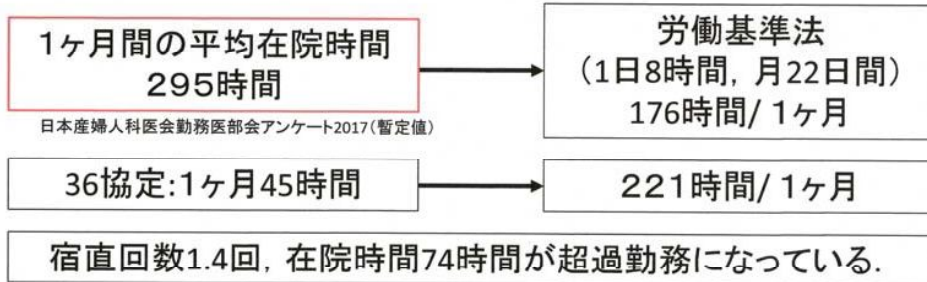 1ヶ月間の平均在院時間
295時間
日本産婦人科医会勤務医部会アンケート2017(暫定値)
労働基準法
(1日8時間, 月22日間)
176時間/ 1ヶ月
36協定:1ヶ月45時間
221時間/ 1ヶ月
宿直回数1.4回, 在院時間74時間が超過勤務になっている.